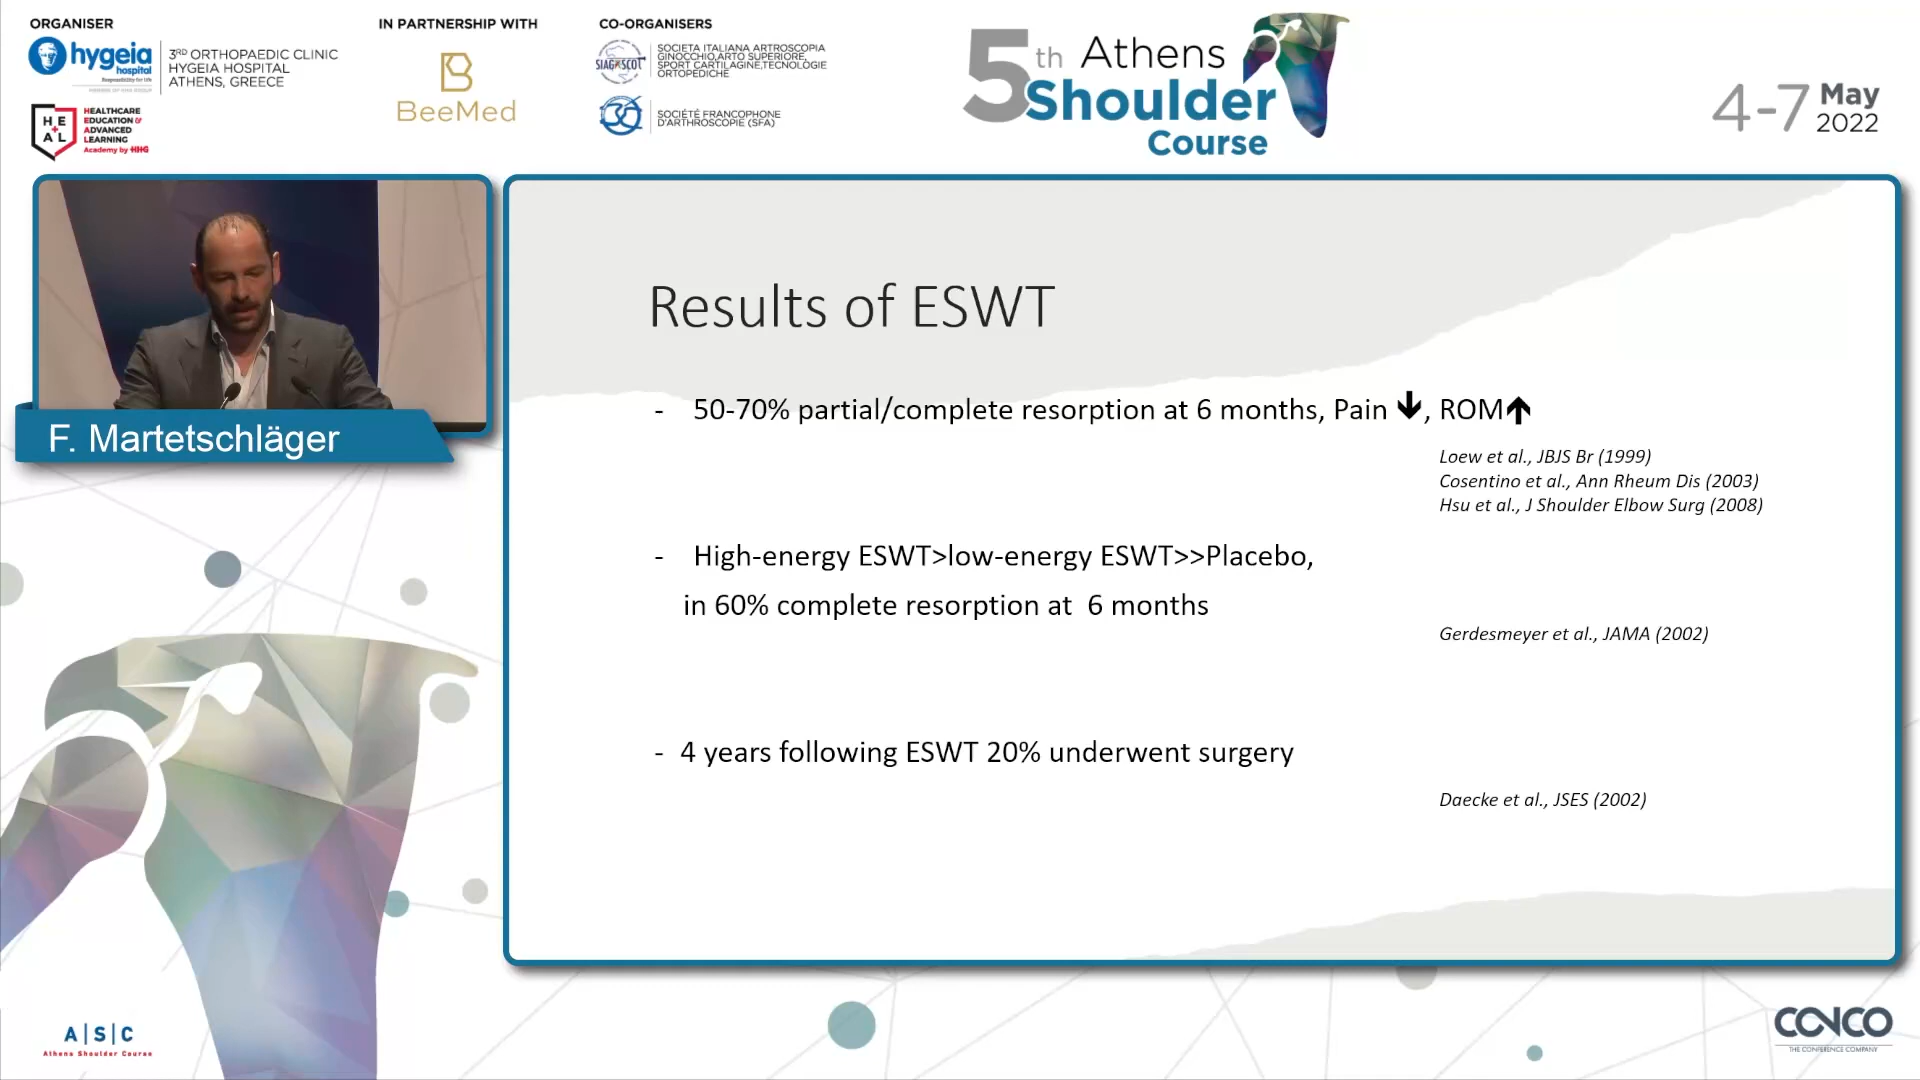 ORGANISER
hygeia
hospital
3RD ORTHOPAEDIC CLINIC
HYGEIA HOSPITAL
ATHENS, GREECE
HEAL
HEALTHCARE
EDUCATION &
ADVANCED
LEARNING
Academy by HHG
IN PARTNERSHIP WITH
BeeMed
CO-ORGANISERS
SIAGASCOT
SOCIETA ITALIANA ARTROSCOPIA
GINOCCHIO,ARTO SUPERIORE,
SPORT CARTILAGINE,TECNOLOGIE
ORTOPEDICHE
SOCIÉTÉ FRANCOPHONE
D'ARTHROSCOPIE (SFA)
5th Athens
Shoulder
Course
4-7 May
2022
F. Martetschläger
Results of ESWT
- 50-70% partial/complete resorption at 6 months, Pain 🡇, ROM🡅
Loew et al., JBJS Br (1999)
Cosentino et al., Ann Rheum Dis (2003)
Hsu et al., J Shoulder Elbow Surg (2008)
- High-energy ESWT>low-energy ESWT>>Placebo,
in 60% complete resorption at 6 months
Gerdesmeyer et al., JAMA (2002)
- 4 years following ESWT 20% underwent surgery
Daecke et al., JSES (2002)
A|S|C
Athens Shoulder Course
CONCO
THE CONFERENCE COMPANY